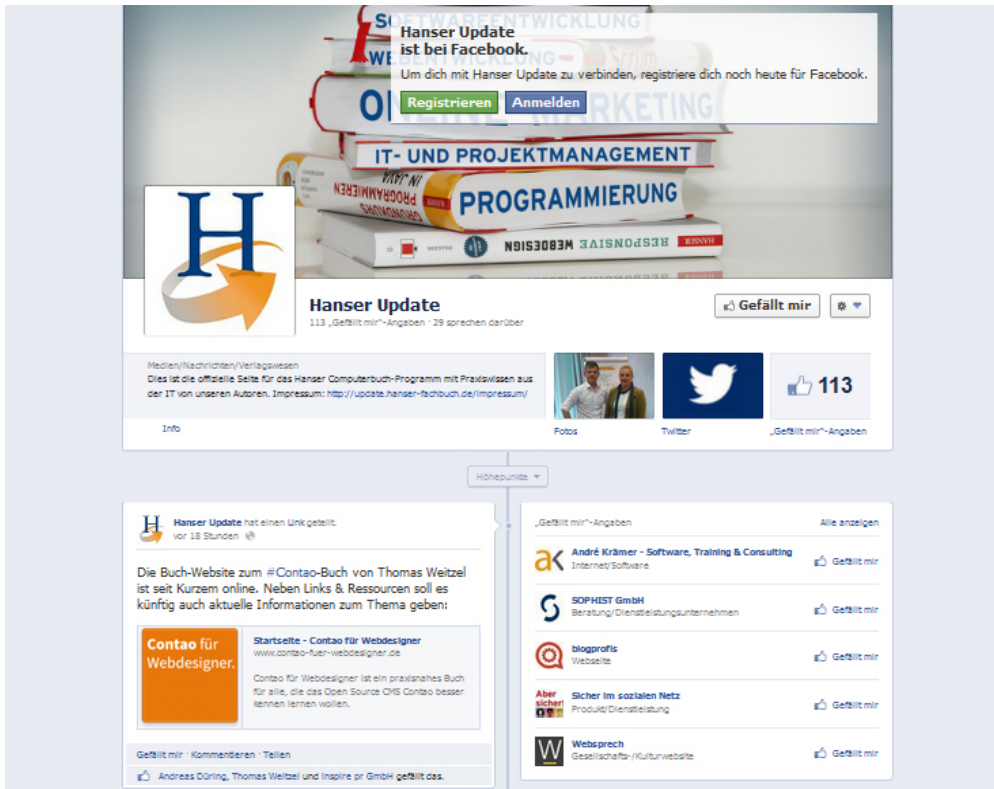 SOFTWAREENTWICKLUNG
Hanser Update
ist bei Facebook.
WEBENTWICKLUNG
Scrum
Um dich mit Hanser Update zu verbinden, registriere dich noch heute für Facebook.
Registrieren Anmelden
ONLINE-MARKETING
IT- UND PROJEKTMANAGEMENT
GRUNDKURS
PROGRAMMIEREN
IN JAVA
PROGRAMMIERUNG
HANSER RESPONSIVE WEBDESIGN
H
Hanser Update
113 „Gefällt mir"-Angaben · 29 sprechen darüber
Gefällt mir
Medien/Nachrichten/Verlagswesen
Dies ist die offizielle Seite für das Hanser Computerbuch-Programm mit Praxiswissen aus
der IT von unseren Autoren. Impressum: http://update.hanser-fachbuch.de/impressum/
Info
113
Fotos
Twitter
„Gefällt mir"-Angaben
Höhepunkte
Hanser Update hat einen Link geteilt.
vor 18 Stunden
Die Buch-Website zum #Contao-Buch von Thomas Weitzel
ist seit Kurzem online. Neben Links & Ressourcen soll es
künftig auch aktuelle Informationen zum Thema geben:
Contao für
Webdesigner.
Startseite - Contao für Webdesigner
www.contao-fuer-webdesigner.de
Contao für Webdesigner ist ein praxisnahes Buch
für alle, die das Open Source CMS Contao besser
kennen lernen wollen.
Gefällt mir · Kommentieren · Teilen
Andreas Düring, Thomas Weitzel und inspire pr GmbH gefällt das.
„Gefällt mir"-Angaben Alle anzeigen
André Krämer - Software, Training & Consulting
Internet/Software
Gefällt mir
SOPHIST GmbH
Beratung/Dienstleistungsunternehmen
Gefällt mir
blogprofis
Webseite
Gefällt mir
Aber
sicher!
Sicher im sozialen Netz
Produkt/Dienstleistung
Gefällt mir
W
Websprech
Gesellschafts-/Kulturwebsite
Gefällt mir